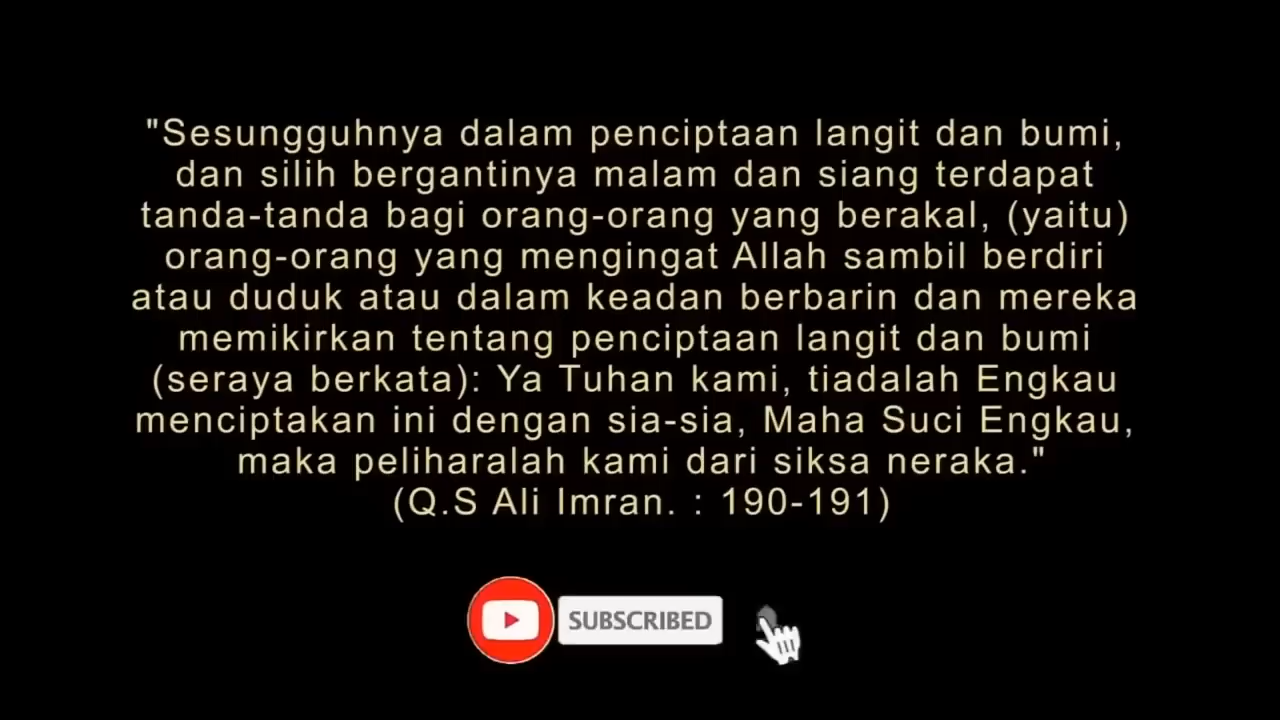 "Sesungguhnya dalam penciptaan langit dan bumi,
dan silih bergantinya malam dan siang terdapat
tanda-tanda bagi orang-orang yang berakal, (yaitu)
orang-orang yang mengingat Allah sambil berdiri
atau duduk atau dalam keadan berbarin dan mereka
memikirkan tentang penciptaan langit dan bumi
(seraya berkata): Ya Tuhan kami, tiadalah Engkau
menciptakan ini dengan sia-sia, Maha Suci Engkau,
maka peliharalah kami dari siksa neraka."
(Q.S Ali Imran. : 190-191)
SUBSCRIBED